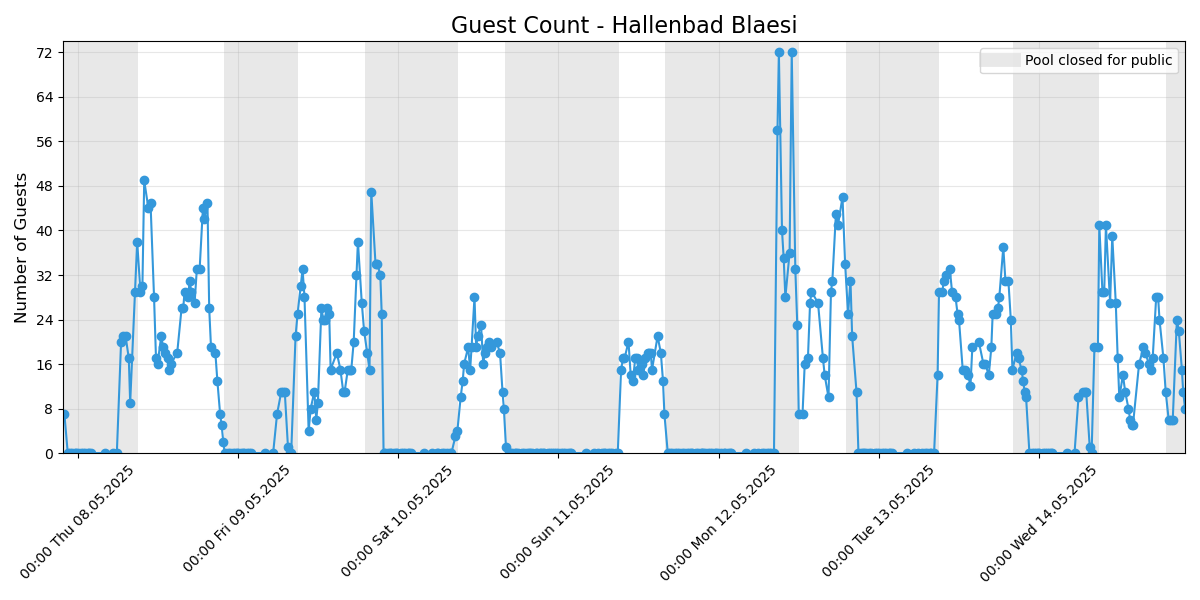 Guest Count - Hallenbad Blaesi
Pool closed for public
Number of Guests
72
64
56
48
40
32
24
16
8
0
00:00 Thu 08.05.2025
00:00 Fri 09.05.2025
00:00 Sat 10.05.2025
00:00 Sun 11.05.2025
00:00 Mon 12.05.2025
00:00 Tue 13.05.2025
00:00 Wed 14.05.2025